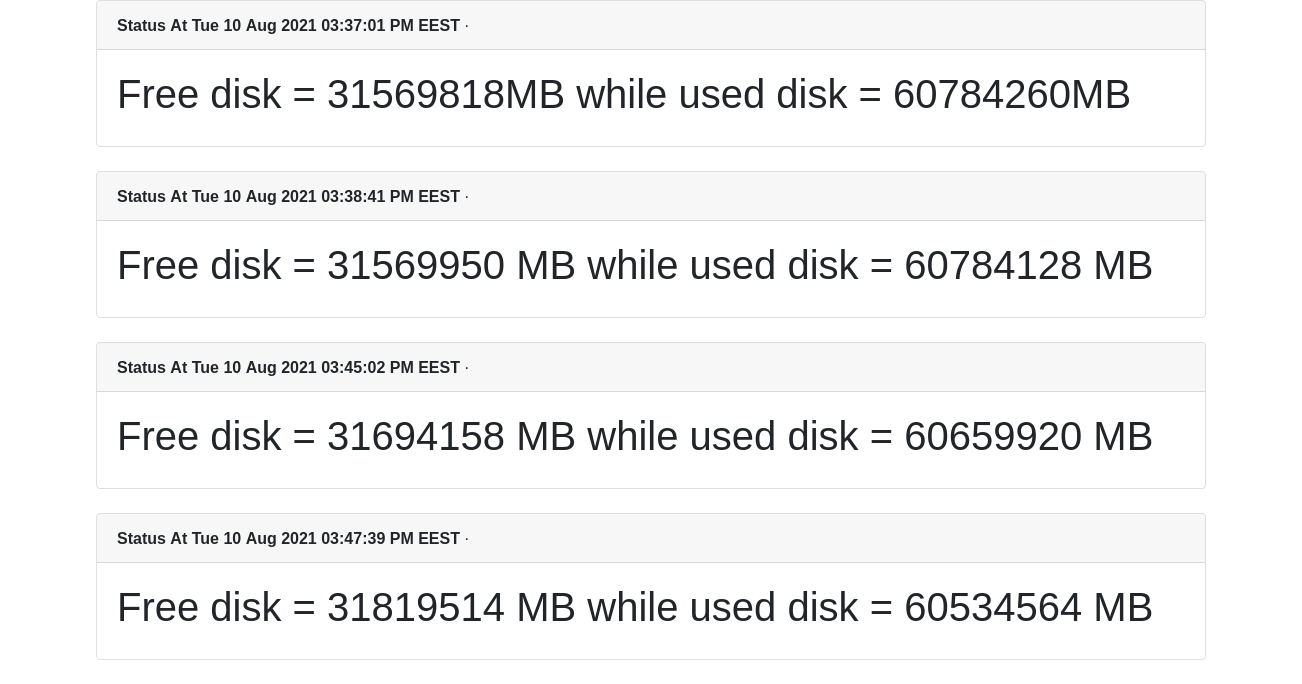 Status At Tue 10 Aug 2021 03:37:01 PM EEST ·
Free disk = 31569818MB while used disk = 60784260MB
Status At Tue 10 Aug 2021 03:38:41 PM EEST ·
Free disk = 31569950 MB while used disk = 60784128 MB
Status At Tue 10 Aug 2021 03:45:02 PM EEST ·
Free disk = 31694158 MB while used disk = 60659920 MB
Status At Tue 10 Aug 2021 03:47:39 PM EEST ·
Free disk = 31819514 MB while used disk = 60534564 MB